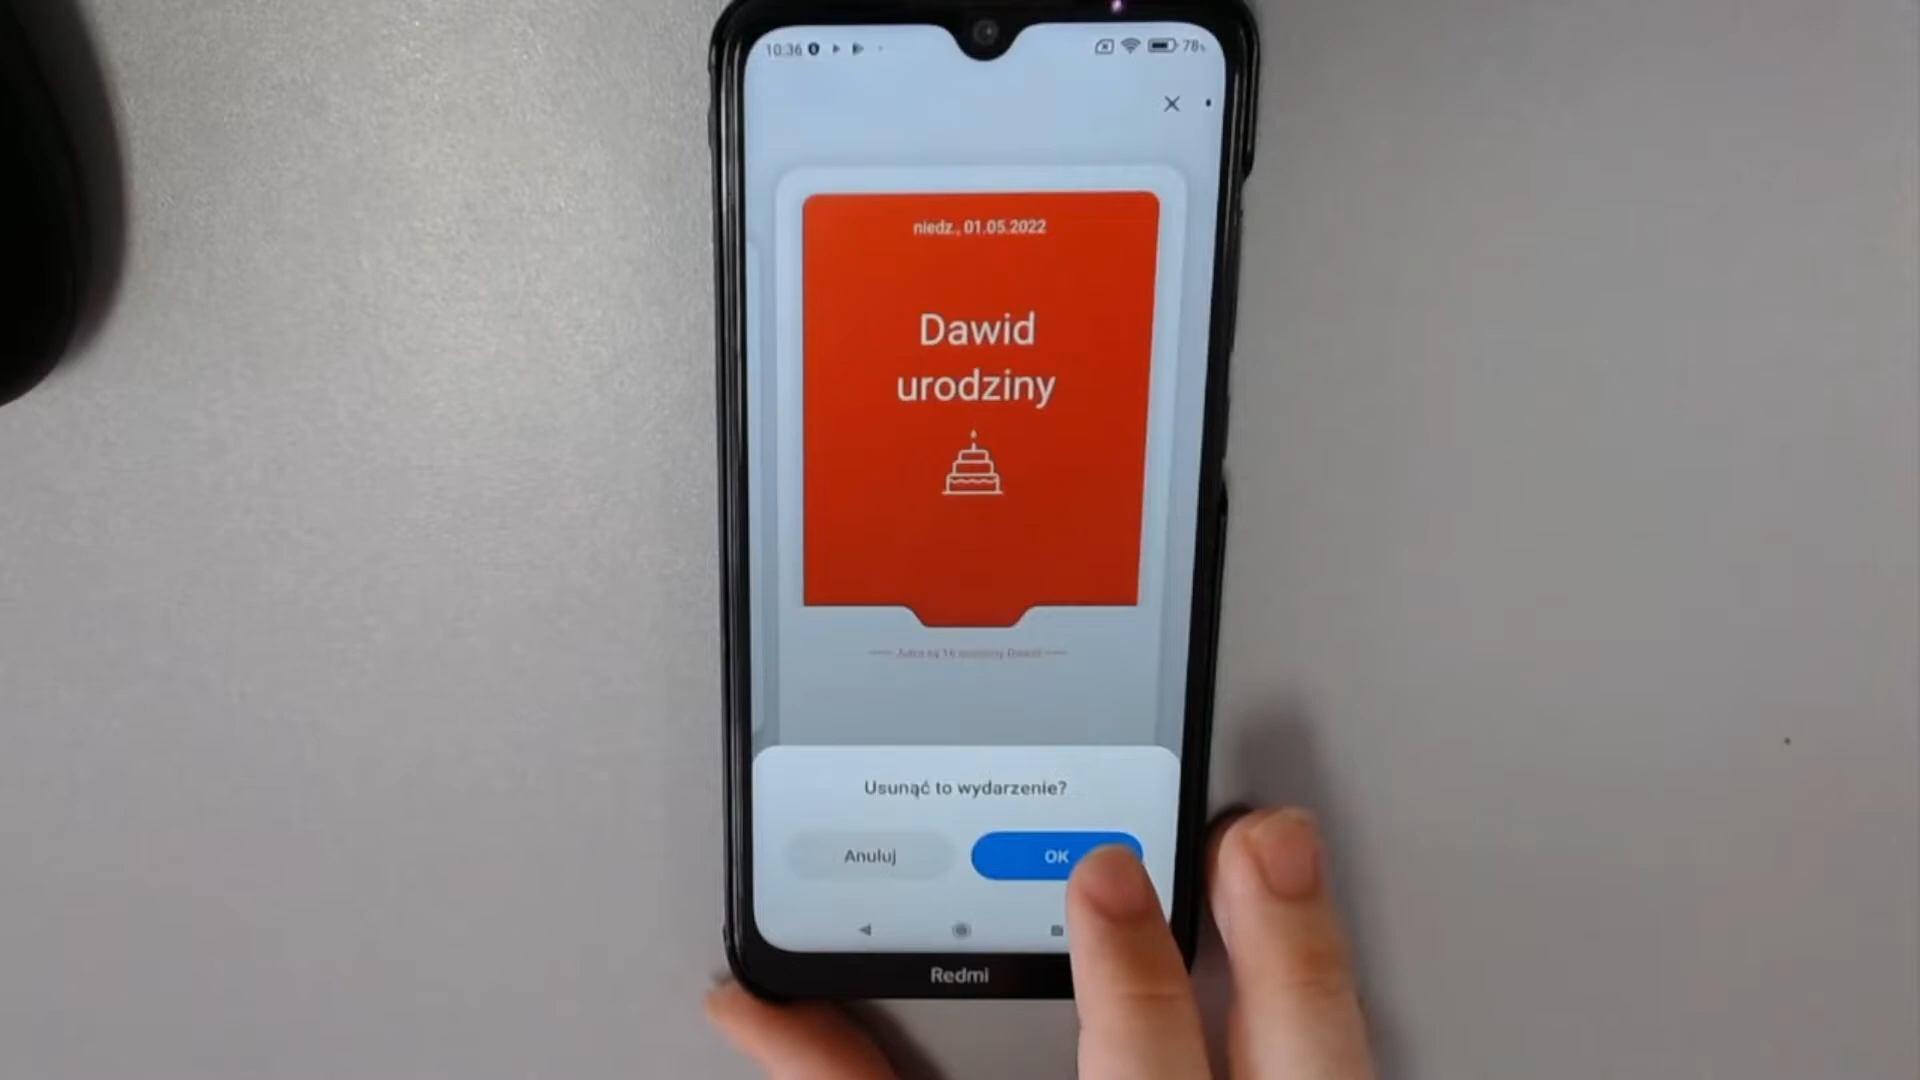 10:36
78%
niedz., 01.05.2022
Dawid
urodziny
Usunąć to wydarzenie?
Anuluj
OK
Redmi